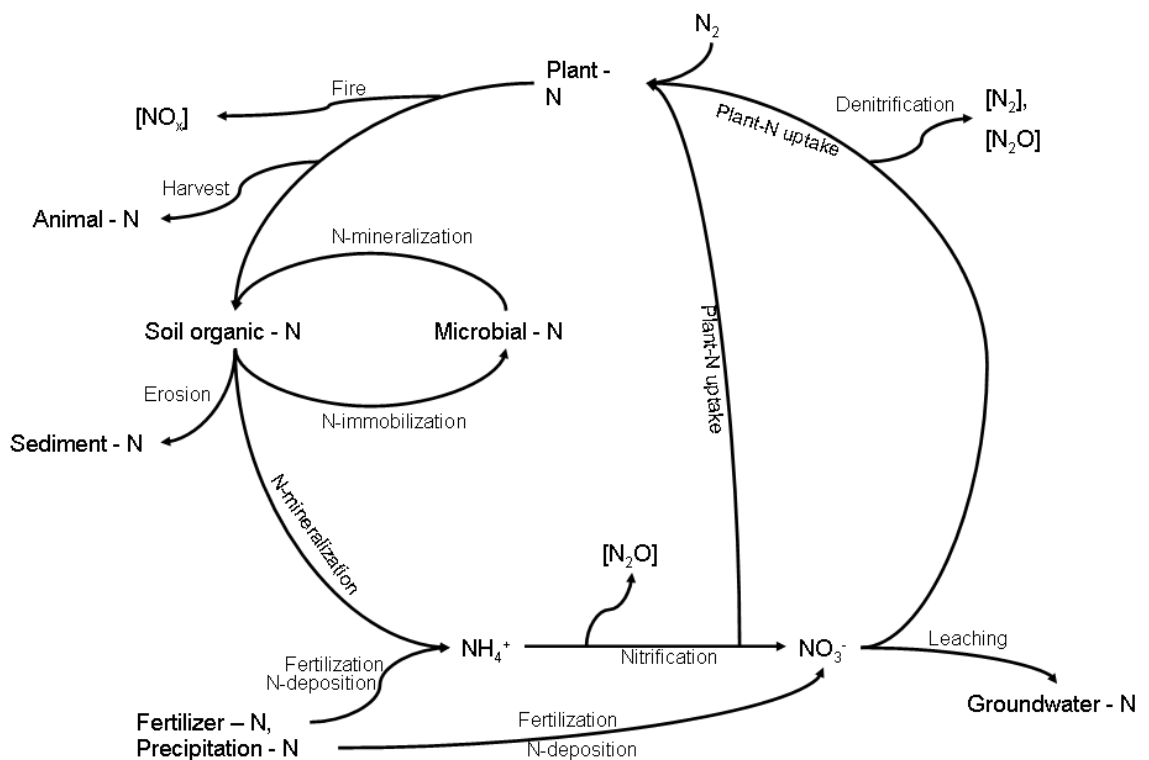 N₂
Plant -
N
Fire
[NOₓ]
Denitrification
[N₂],
[N₂O]
Plant-N uptake
Harvest
Animal - N
N-mineralization
Soil organic - N
Microbial - N
Plant-N uptake
Erosion
N-immobilization
Sediment - N
N-mineralization
[N₂O]
NH₄⁺
Nitrification
NO₃⁻
Leaching
Fertilization
N-deposition
Groundwater - N
Fertilizer – N,
Precipitation - N
Fertilization
N-deposition